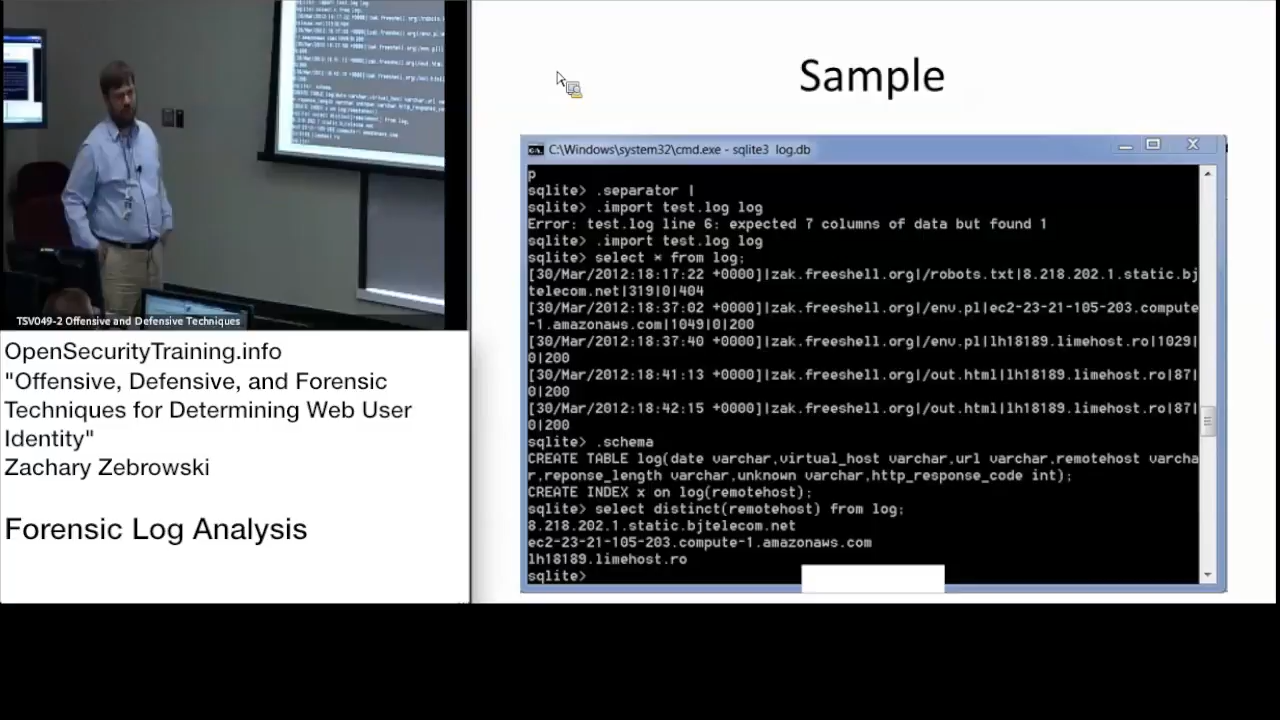 TSV049-2 Offensive and Defensive Techniques
OpenSecurityTraining.info
"Offensive, Defensive, and Forensic
Techniques for Determining Web User
Identity"
Zachary Zebrowski
Forensic Log Analysis
Sample
C:\Windows\system32\cmd.exe - sqlite3 log.db
p
sqlite> .separator |
sqlite> .import test.log log
Error: test.log line 6: expected 7 columns of data but found 1
sqlite> .import test.log log
sqlite> select * from log;
[30/Mar/2012:18:17:22 +0000]|zak.freeshell.org|/robots.txt|8.218.202.1.static.bj
telecom.net|319|0|404
[30/Mar/2012:18:37:02 +0000]|zak.freeshell.org|/env.pl|ec2-23-21-105-203.compute
-1.amazonaws.com|1049|0|200
[30/Mar/2012:18:37:40 +0000]|zak.freeshell.org|/env.pl|lh18189.limehost.ro|1029|
0|200
[30/Mar/2012:18:41:13 +0000]|zak.freeshell.org|/out.html|lh18189.limehost.ro|87|
0|200
[30/Mar/2012:18:42:15 +0000]|zak.freeshell.org|/out.html|lh18189.limehost.ro|87|
0|200
sqlite> .schema
CREATE TABLE log(date varchar,virtual_host varchar,url varchar,remotehost varcha
r,reponse_length varchar,unknown varchar,http_response_code int);
CREATE INDEX x on log(remotehost);
sqlite> select distinct(remotehost) from log;
8.218.202.1.static.bjtelecom.net
ec2-23-21-105-203.compute-1.amazonaws.com
lh18189.limehost.ro
sqlite>